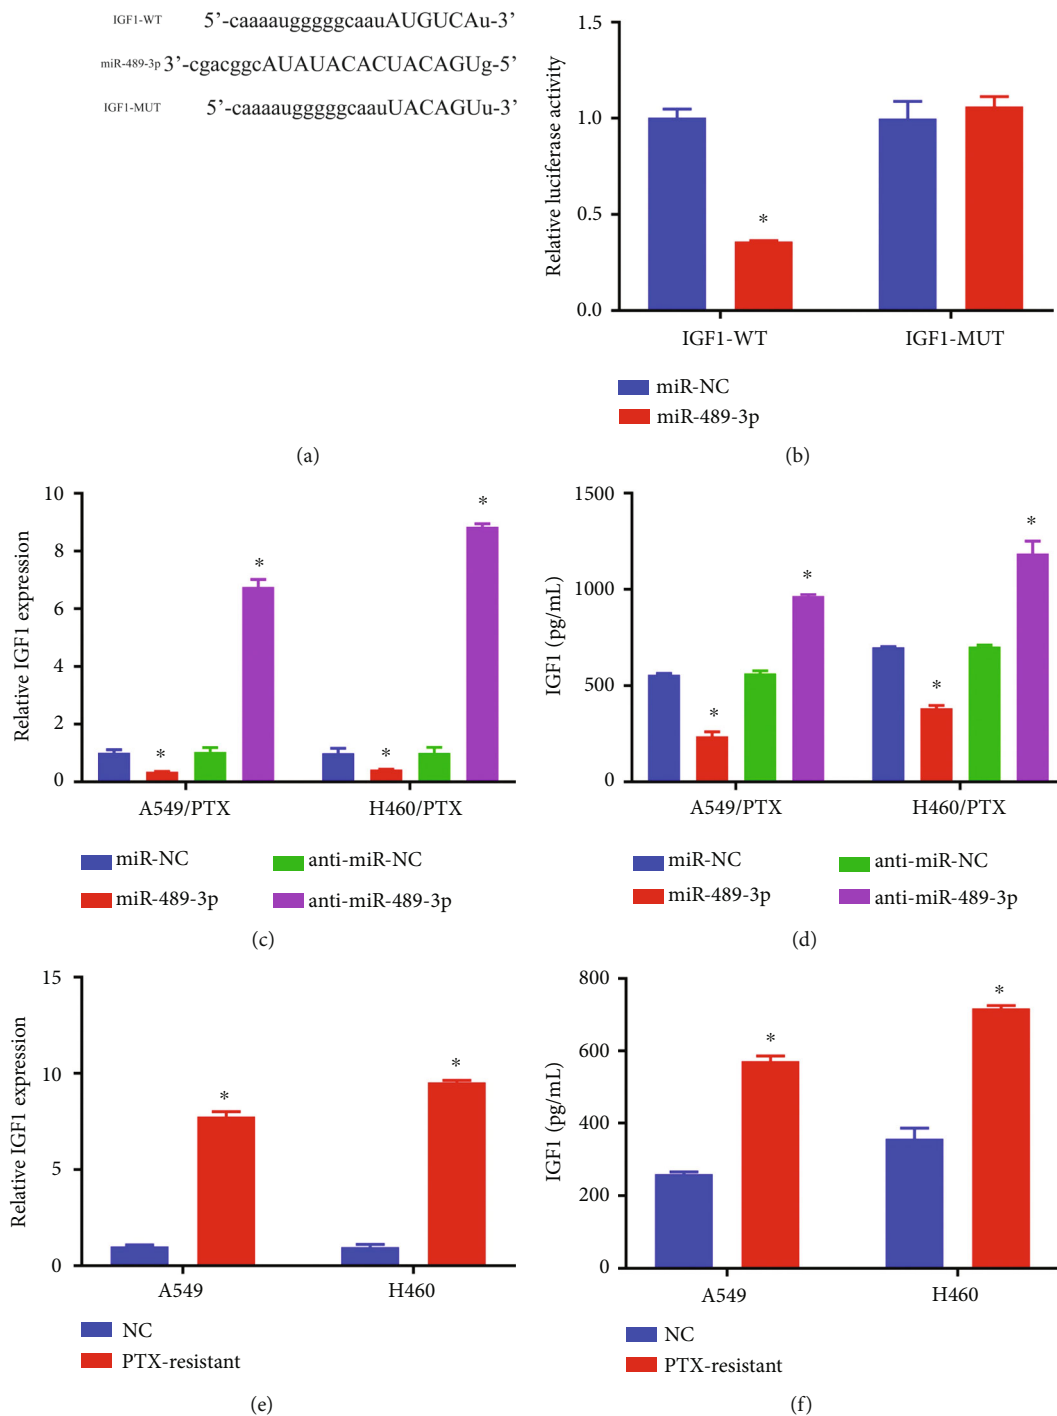 IGF1-WT 5’-caaaaugggggcaauAUGUCAu-3’
miR-489-3p 3’-cgacggcAUAUACACUACAGUg-5’
IGF1-MUT 5’-caaaaugggggcaauUACAGUu-3’
(a)
Relative luciferase activity
1.5
1.0
0.5
0.0
*
IGF1-WT IGF1-MUT
miR-NC
miR-489-3p
(b)
Relative IGF1 expression
10
8
6
4
2
0
* * * *
A549/PTX H460/PTX
miR-NC anti-miR-NC
miR-489-3p anti-miR-489-3p
(c)
IGF1 (pg/mL)
1500
1000
500
0
* * * *
A549/PTX H460/PTX
miR-NC anti-miR-NC
miR-489-3p anti-miR-489-3p
(d)
Relative IGF1 expression
15
10
5
0
* *
A549 H460
NC
PTX-resistant
(e)
IGF1 (pg/mL)
800
600
400
200
0
* *
A549 H460
NC
PTX-resistant
(f)